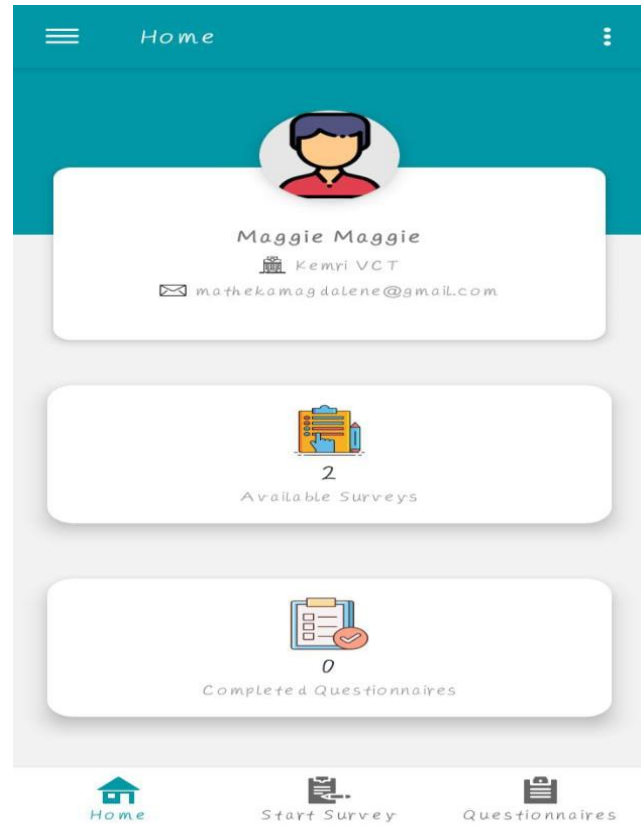 Home
Maggie Maggie
Kemri VCT
mathekamagdalene@gmail.com
2
Available Surveys
0
Completed Questionnaires
Home
Start Survey
Questionnaires